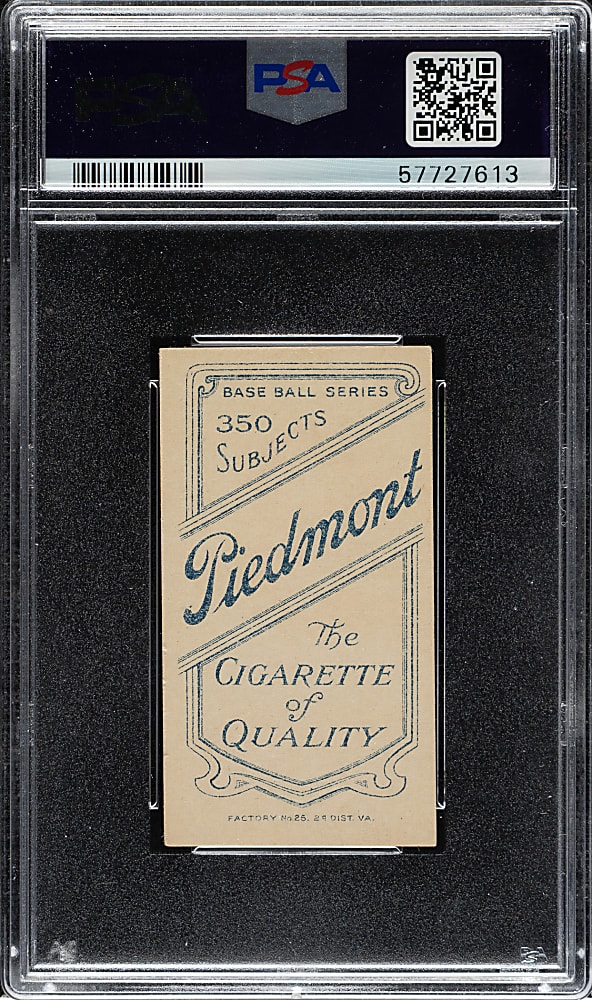 PSA
57727613
BASE BALL SERIES
350
SUBJECTS
Piedmont
The
CIGARETTE
of
QUALITY
FACTORY No. 25, 2d DIST. VA.